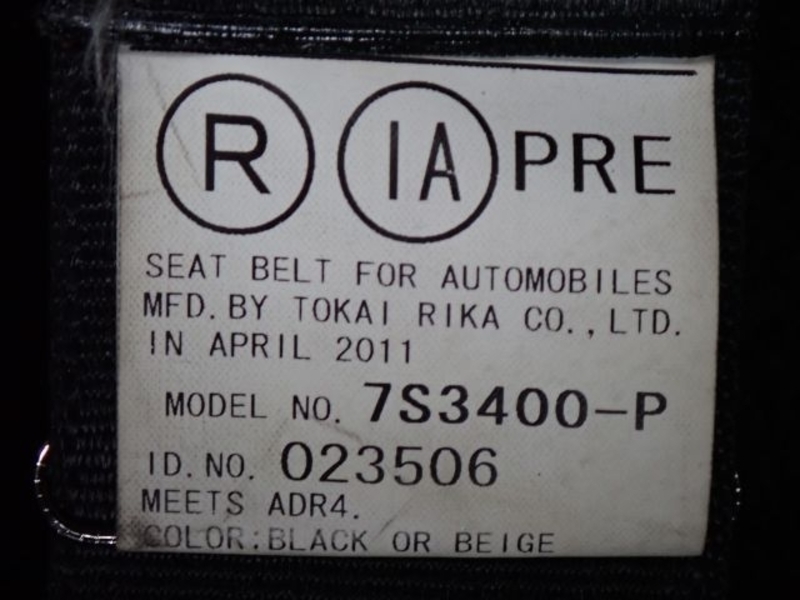 R IA PRE
SEAT BELT FOR AUTOMOBILES
MFD. BY TOKAI RIKA CO., LTD.
IN APRIL 2011
MODEL NO. 7S3400-P
ID. NO. 023506
MEETS ADR4.
COLOR:BLACK OR BEIGE